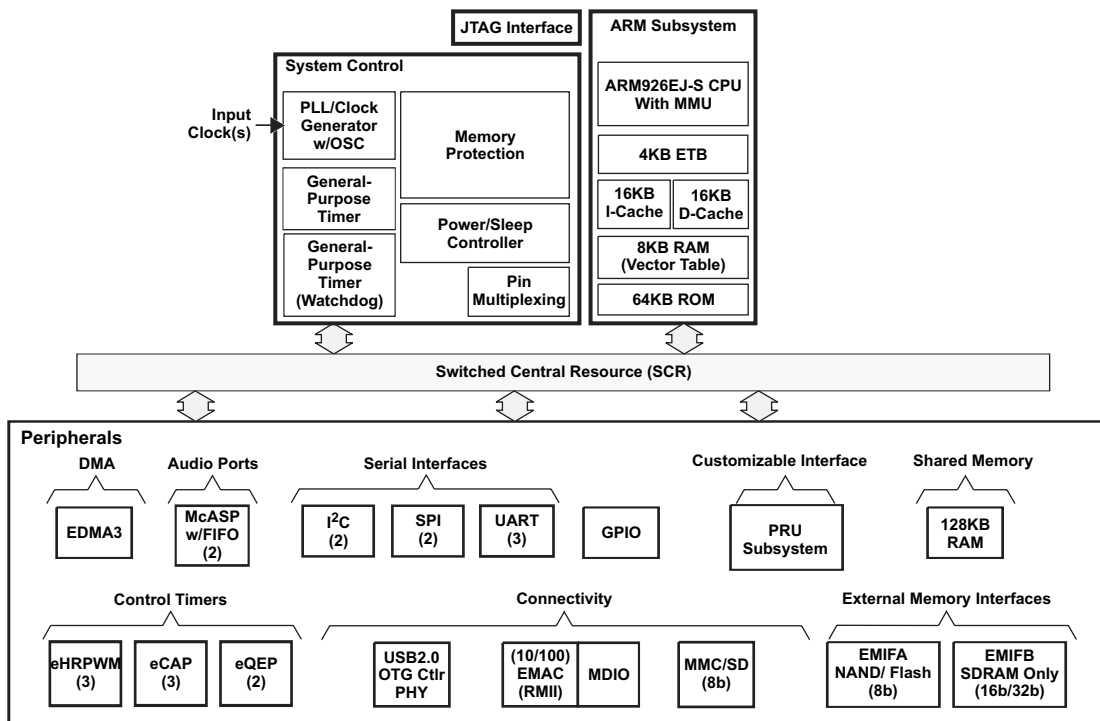 JTAG Interface
ARM Subsystem
System Control
Input
Clock(s)
PLL/Clock
Generator
w/OSC
Memory
Protection
General-
Purpose
Timer
Power/Sleep
Controller
General-
Purpose
Timer
(Watchdog)
Pin
Multiplexing
ARM926EJ-S CPU
With MMU
4KB ETB
16KB
I-Cache
16KB
D-Cache
8KB RAM
(Vector Table)
64KB ROM
Switched Central Resource (SCR)
Peripherals
DMA
EDMA3
Audio Ports
McASP
w/FIFO
(2)
Serial Interfaces
I²C
(2)
SPI
(2)
UART
(3)
GPIO
Customizable Interface
PRU
Subsystem
Shared Memory
128KB
RAM
Control Timers
eHRPWM
(3)
eCAP
(3)
eQEP
(2)
Connectivity
USB2.0
OTG Ctlr
PHY
(10/100)
EMAC
(RMII)
MDIO
MMC/SD
(8b)
External Memory Interfaces
EMIFA
NAND/ Flash
(8b)
EMIFB
SDRAM Only
(16b/32b)